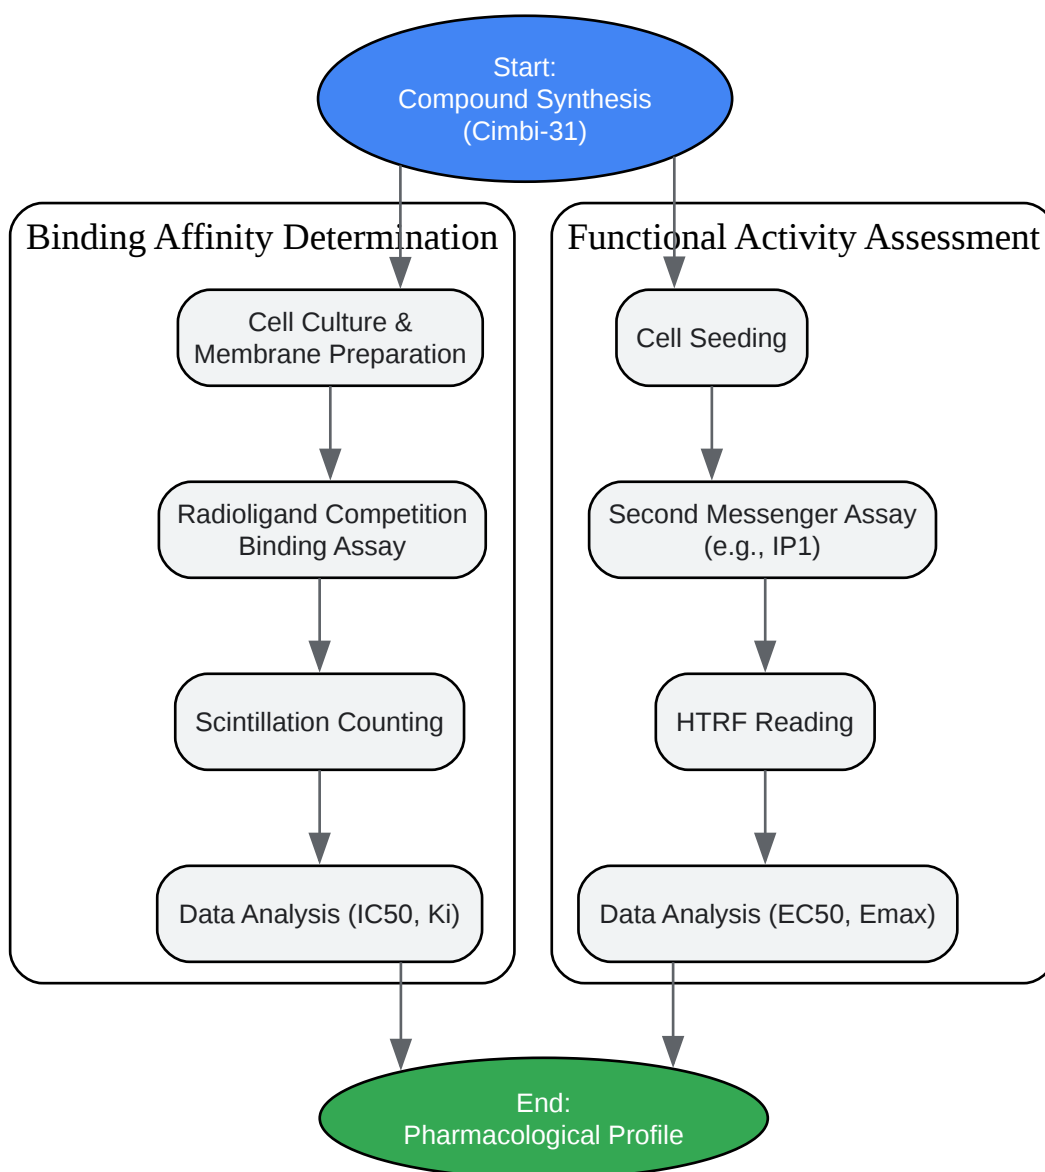 Start:
Compound Synthesis
(Cimbi-31)
Binding Affinity Determination
Cell Culture &
Membrane Preparation
Radioligand Competition
Binding Assay
Scintillation Counting
Data Analysis (IC50, Ki)
Functional Activity Assessment
Cell Seeding
Second Messenger Assay
(e.g., IP1)
HTRF Reading
Data Analysis (EC50, Emax)
End:
Pharmacological Profile